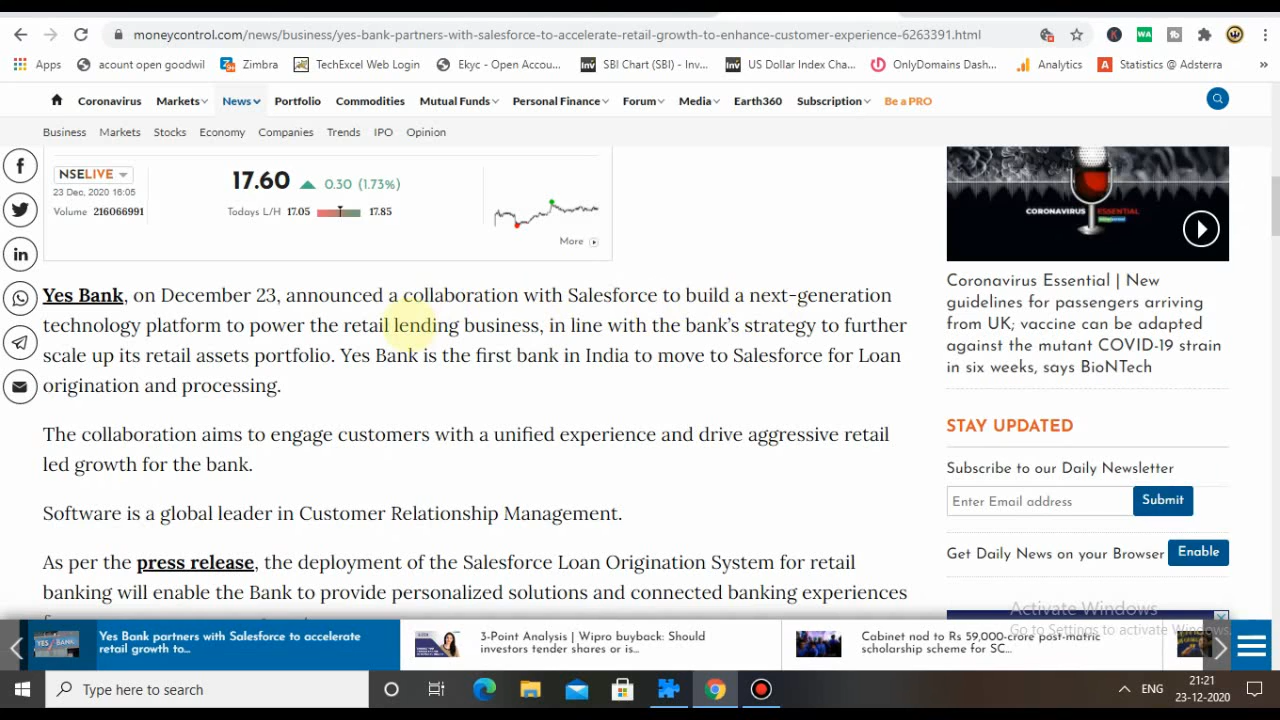 moneycontrol.com/news/business/yes-bank-partners-with-salesforce-to-accelerate-retail-growth-to-enhance-customer-experience-6263391.html
Apps acount open goodwil Zimbra TechExcel Web Login Ekyc - Open Accou... SBI Chart (SBI) - Inv... US Dollar Index Cha... OnlyDomains Dash... Analytics Statistics @ Adsterra »
Coronavirus Markets News Portfolio Commodities Mutual Funds Personal Finance Forum Media Earth360 Subscription Be a PRO
Business Markets Stocks Economy Companies Trends IPO Opinion
NSELIVE
23 Dec, 2020 16:05
17.60 0.30 (1.73%)
Volume 216066991
Todays L/H 17.05 17.85
More
Yes Bank, on December 23, announced a collaboration with Salesforce to build a next-generation
technology platform to power the retail lending business, in line with the bank's strategy to further
scale up its retail assets portfolio. Yes Bank is the first bank in India to move to Salesforce for Loan
origination and processing.
The collaboration aims to engage customers with a unified experience and drive aggressive retail
led growth for the bank.
Software is a global leader in Customer Relationship Management.
As per the press release, the deployment of the Salesforce Loan Origination System for retail
banking will enable the Bank to provide personalized solutions and connected banking experiences
CORONAVIRUS ESSENTIAL
Coronavirus Essential | New
guidelines for passengers arriving
from UK; vaccine can be adapted
against the mutant COVID-19 strain
in six weeks, says BioNTech
STAY UPDATED
Subscribe to our Daily Newsletter
Enter Email address Submit
Get Daily News on your Browser Enable
Activate Windows
Go to Settings to activate Windows.
Yes Bank partners with Salesforce to accelerate
retail growth to...
3-Point Analysis | Wipro buyback: Should
investors tender shares or is...
Cabinet nod to Rs 59,000-crore post-matric
scholarship scheme for SC...
Type here to search
ENG
21:21
23-12-2020